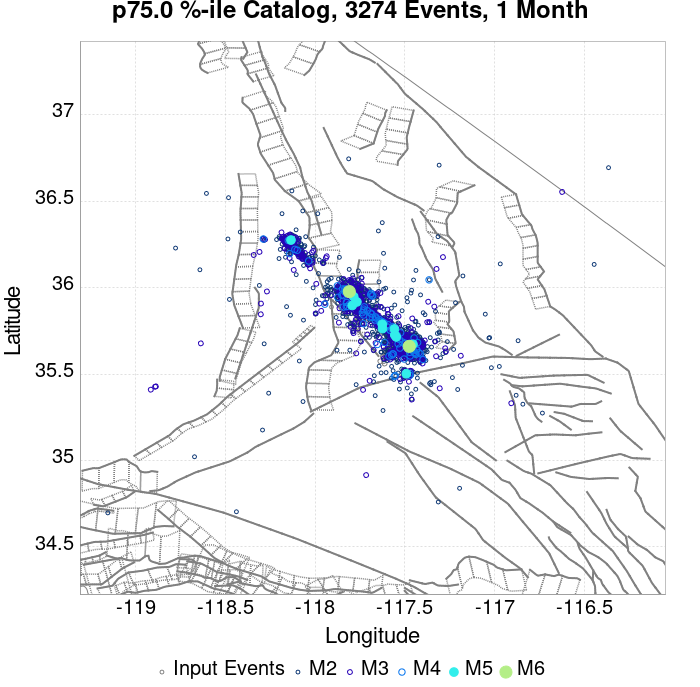 p75.0 %-ile Catalog, 3274 Events, 1 Month
37
36.5
36
35.5
35
34.5
Latitude
-119
-118.5
-118
-117.5
-117
-116.5
Longitude
Input Events
M2
M3
M4
M5
M6